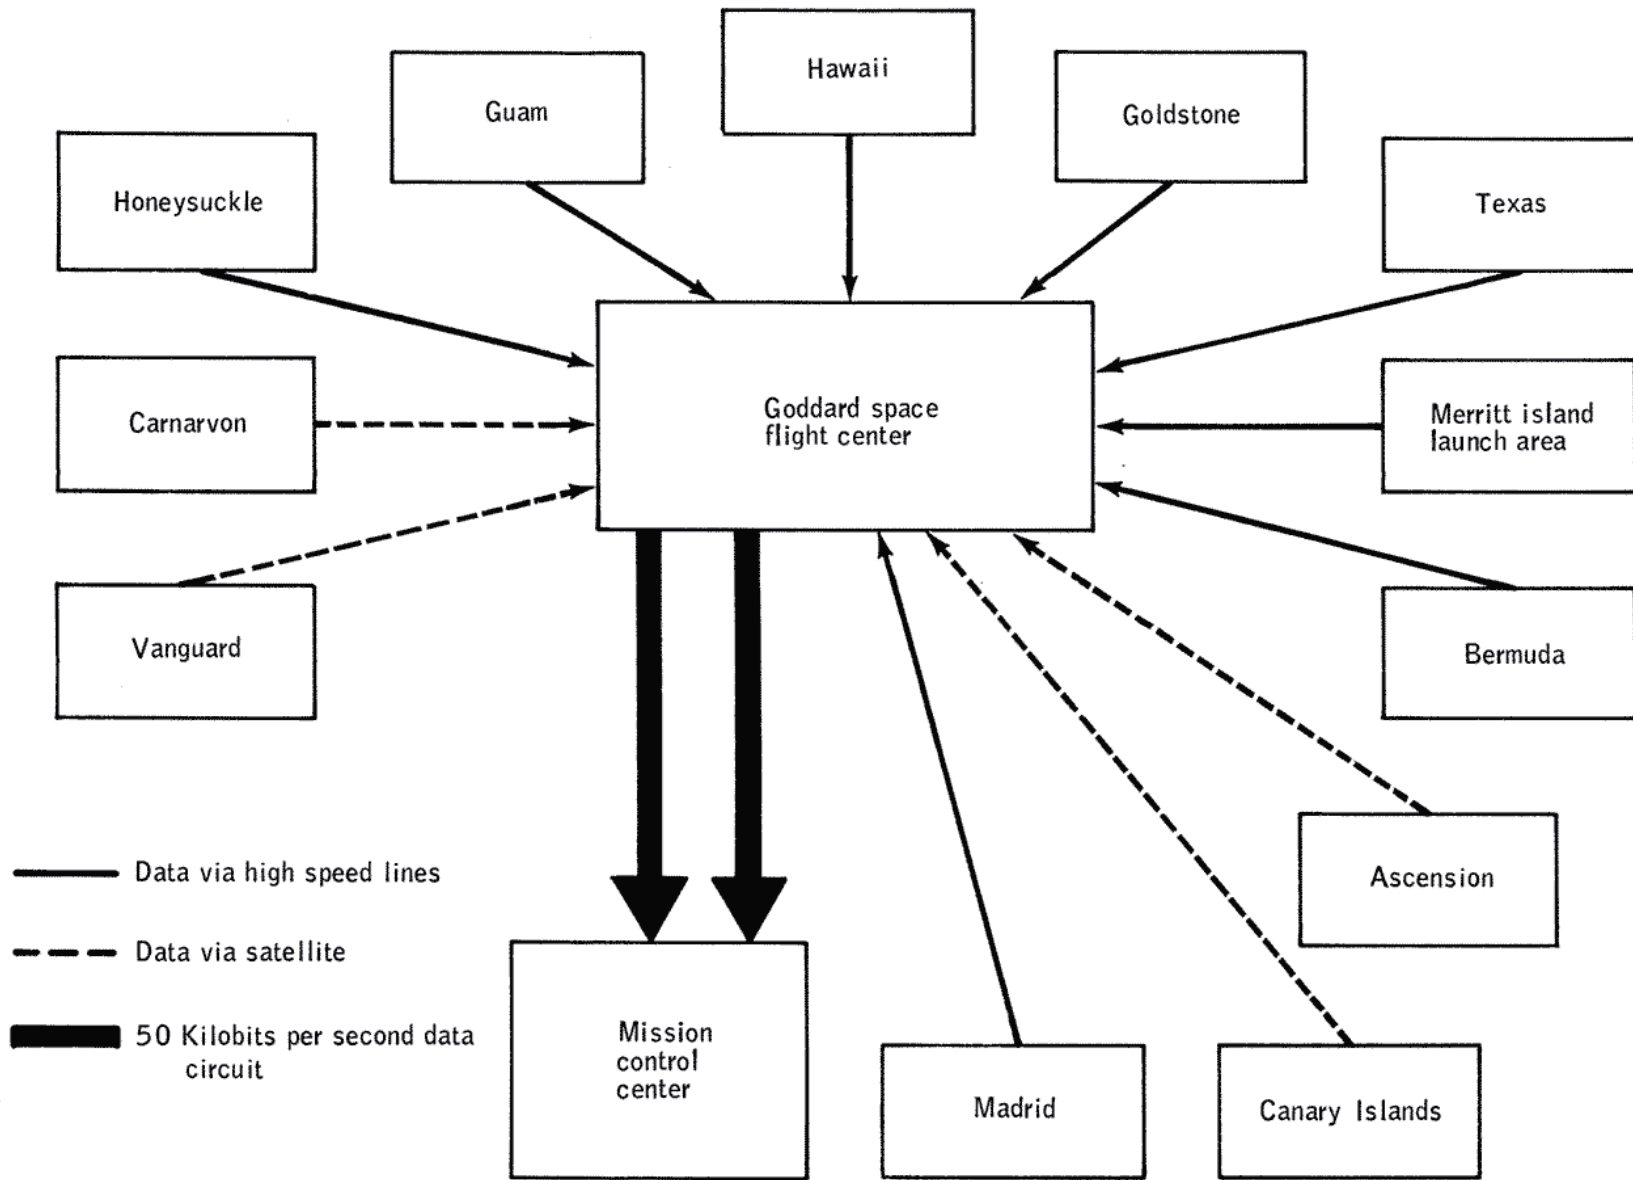 Hawaii
Guam
Goldstone
Honeysuckle
Texas
Carnarvon
Goddard space
flight center
Merritt island
launch area
Vanguard
Bermuda
Ascension
Data via high speed lines
Data via satellite
50 Kilobits per second data
circuit
Mission
control
center
Madrid
Canary Islands